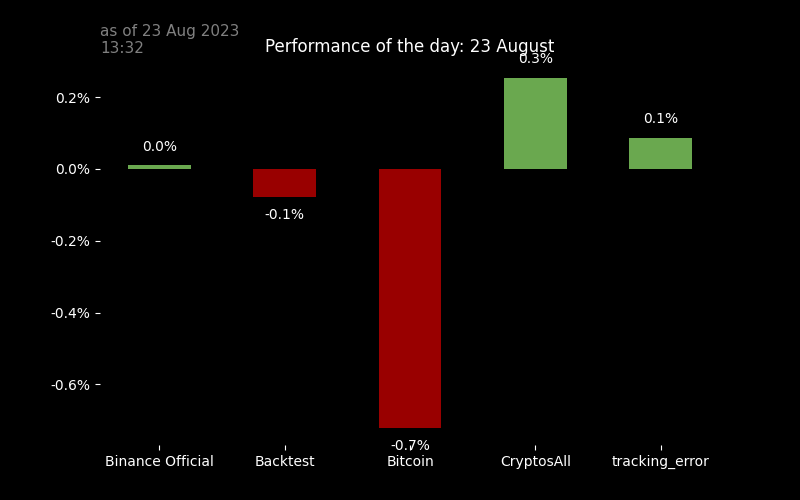 as of 23 Aug 2023
13:32
Performance of the day: 23 August
0.3%
0.2%
0.1%
0.0%
0.0%
-0.1%
-0.2%
-0.4%
-0.6%
-0.7%
Binance Official
Backtest
Bitcoin
CryptosAll
tracking_error